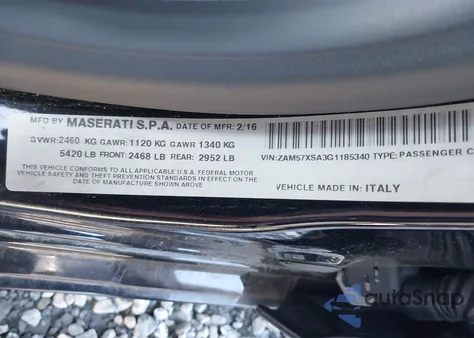 MFD BY MASERATI S.P.A. DATE OF MFR: 2/16
GVWR:2460 KG GAWR:1120 KG GAWR 1340 KG
5420 LB FRONT:2468 LB REAR: 2952 LB
VIN:ZAM57XSA3G1185340 TYPE: PASSENGER C
THIS VEHICLE CONFORMS TO ALL APPLICABLE U.S.A. FEDERAL MOTOR
VEHICLE SAFETY AND THEFT PREVENTION STANDARDS IN EFFECT ON
THE DATE OF MANUFACTURE SHOWN ABOVE.
VEHICLE MADE IN: ITALY
autoSnap